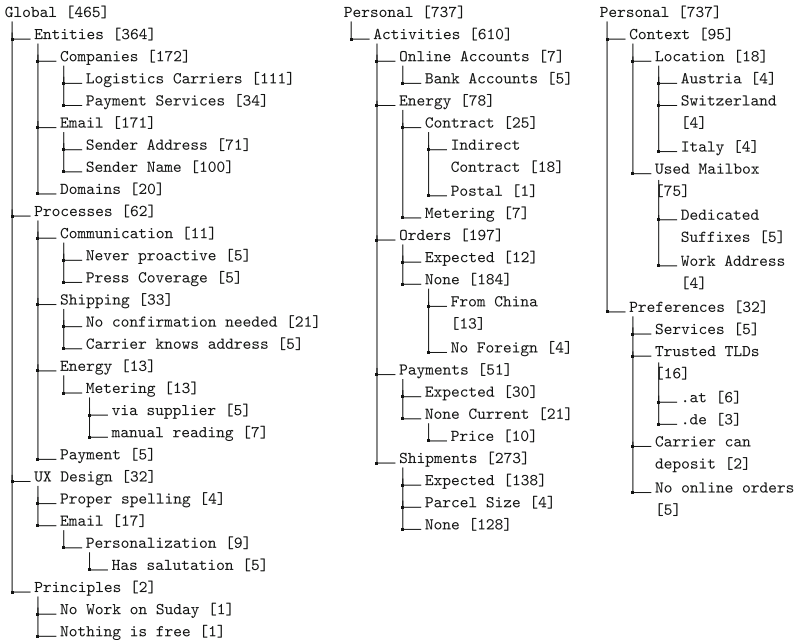 Global [465]
Entities [364]
Companies [172]
Logistics Carriers [111]
Payment Services [34]
Email [171]
Sender Address [71]
Sender Name [100]
Domains [20]
Processes [62]
Communication [11]
Never proactive [5]
Press Coverage [5]
Shipping [33]
No confirmation needed [21]
Carrier knows address [5]
Energy [13]
Metering [13]
via supplier [5]
manual reading [7]
Payment [5]
UX Design [32]
Proper spelling [4]
Email [17]
Personalization [9]
Has salutation [5]
Principles [2]
No Work on Suday [1]
Nothing is free [1]
Personal [737]
Activities [610]
Online Accounts [7]
Bank Accounts [5]
Energy [78]
Contract [25]
Indirect
Contract [18]
Postal [1]
Metering [7]
Orders [197]
Expected [12]
None [184]
From China
[13]
No Foreign [4]
Payments [51]
Expected [30]
None Current [21]
Price [10]
Shipments [273]
Expected [138]
Parcel Size [4]
None [128]
Personal [737]
Context [95]
Location [18]
Austria [4]
Switzerland
[4]
Italy [4]
Used Mailbox
[75]
Dedicated
Suffixes [5]
Work Address
[4]
Preferences [32]
Services [5]
Trusted TLDs
[16]
.at [6]
.de [3]
Carrier can
deposit [2]
No online orders
[5]